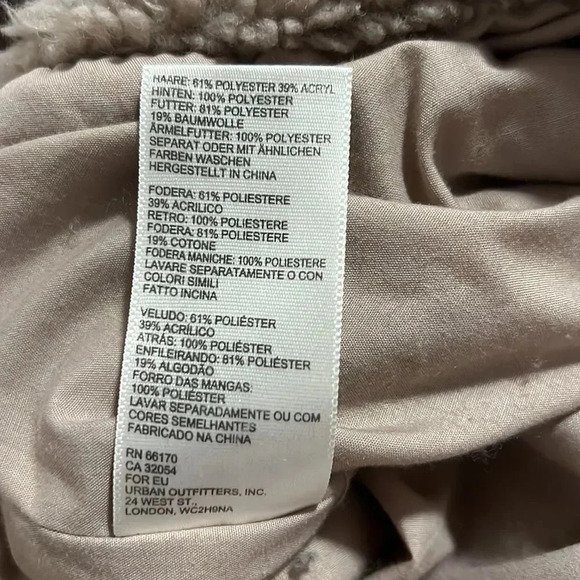 HAARE: 61% POLYESTER 39% ACRYL
HINTEN: 100% POLYESTER
FUTTER: 81% POLYESTER
19% BAUMWOLLE
ÄRMELFUTTER: 100% POLYESTER
SEPARAT ODER MIT ÄHNLICHEN
FARBEN WASCHEN
HERGESTELLT IN CHINA
FODERA: 61% POLIESTERE
39% ACRILICO
RETRO: 100% POLIESTERE
FODERA: 81% POLIESTERE
19% COTONE
FODERA MANICHE: 100% POLIESTERE
LAVARE SEPARATAMENTE O CON
COLORI SIMILI
FATTO INCINA
VELUDO: 61% POLIÉSTER
39% ACRÍLICO
ATRÁS: 100% POLIÉSTER
ENFILEIRANDO: 81% POLIÉSTER
19% ALGODÃO
FORRO DAS MANGAS:
100% POLIÉSTER
LAVAR SEPARADAMENTE OU COM
CORES SEMELHANTES
FABRICADO NA CHINA
RN 66170
CA 32054
FOR EU
URBAN OUTFITTERS, INC.
24 WEST ST.,
LONDON, WC2H9NA